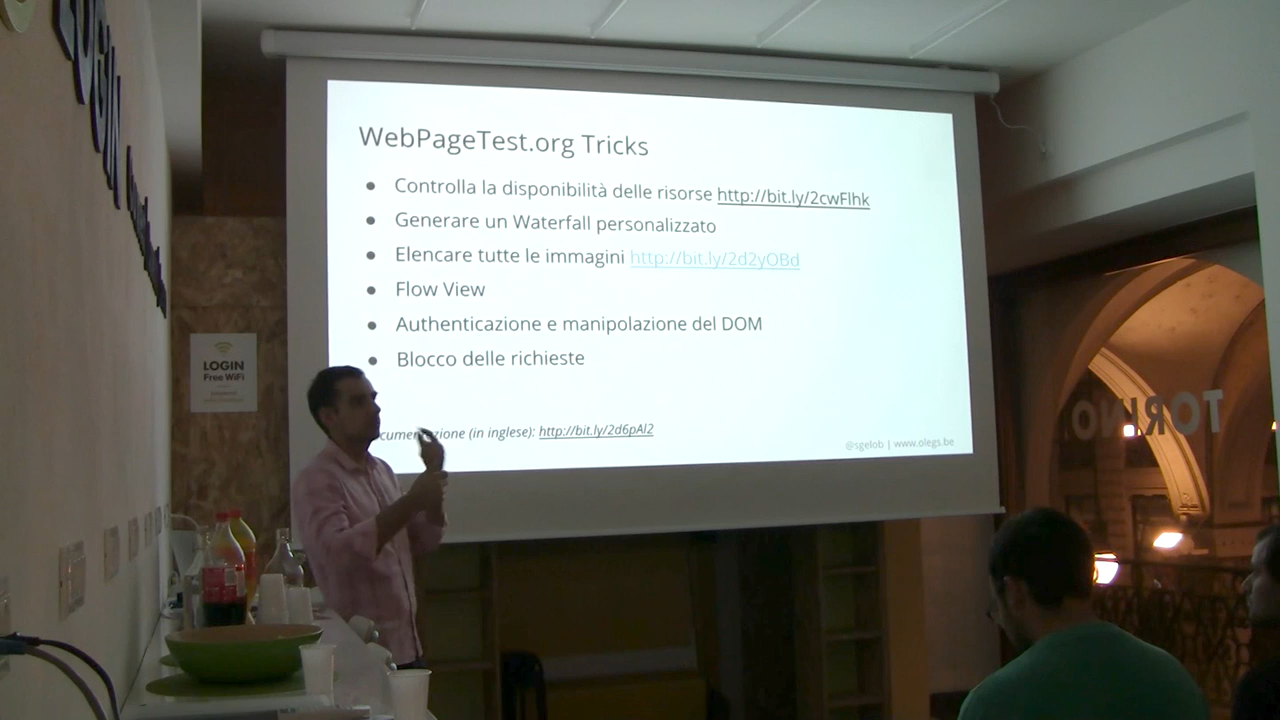 LOGIN
WebPageTest.org Tricks
Controlla la disponibilità delle risorse http://bit.ly/2cwFlhk
Generare un Waterfall personalizzato
Elencare tutte le immagini http://bit.ly/2d2yOBd
Flow View
Authenticazione e manipolazione del DOM
Blocco delle richieste
cumentazione (in inglese): http://bit.ly/2d6pAl2
@sgelob | www.olegs.be
LOGIN
Free WiFi
TORINO